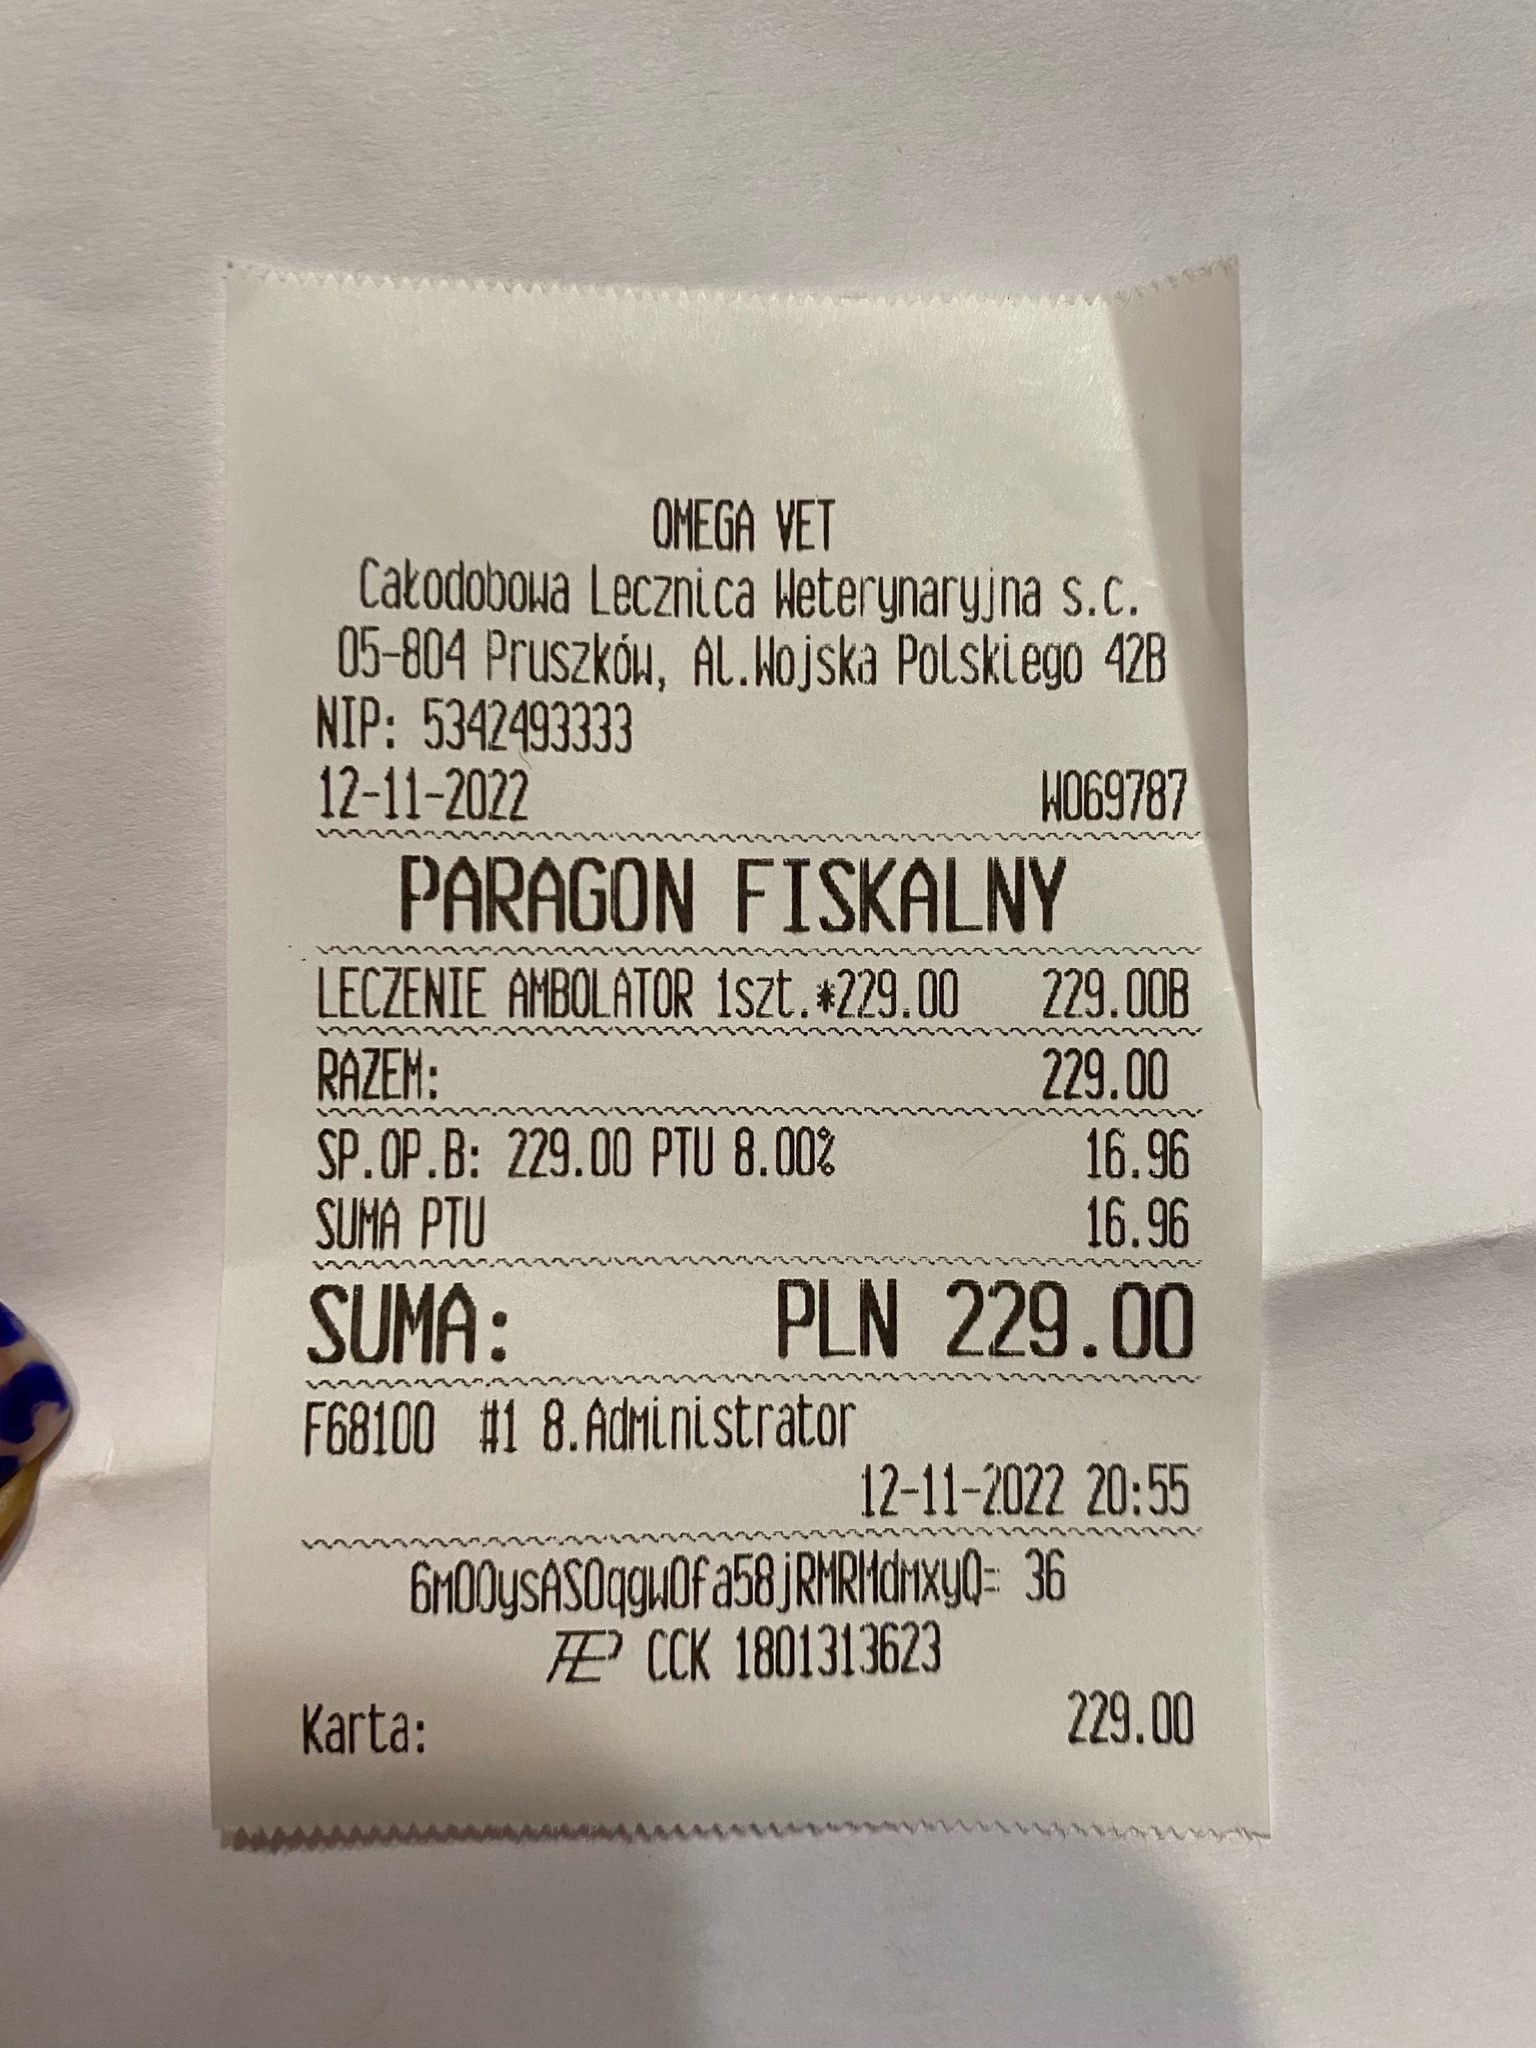 OMEGA VET
Całodobowa Lecznica Weterynaryjna s.c.
05-804 Pruszków, Al.Wojska Polskiego 42B
NIP: 5342493333
12-11-2022 W069787
PARAGON FISKALNY
LECZENIE AMBOLATOR 1szt.*229.00 229.00B
RAZEM: 229.00
SP.OP.B: 229.00 PTU 8.00% 16.96
SUMA PTU 16.96
SUMA: PLN 229.00
F68100 #1 8.Administrator
12-11-2022 20:55
36
CCK 1801313623
Karta: 229.00